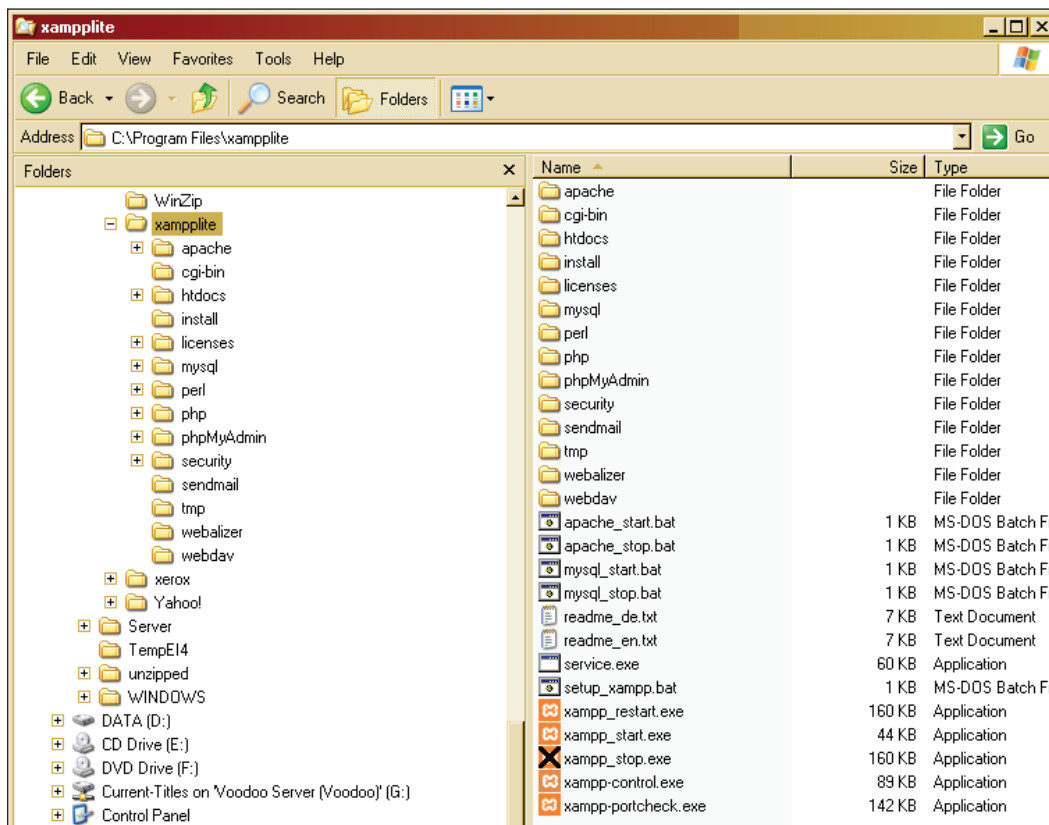 xampplite
File Edit View Favorites Tools Help
Back Search Folders
Address C:\Program Files\xampplite Go
Folders
WinZip
xampplite
apache
cgi-bin
htdocs
install
licenses
mysql
perl
php
phpMyAdmin
security
sendmail
tmp
webalizer
webdav
xerox
Yahoo!
Server
TempEI4
unzipped
WINDOWS
DATA (D:)
CD Drive (E:)
DVD Drive (F:)
Current-Titles on 'Voodoo Server (Voodoo)' (G:)
Control Panel
Name Size Type
apache File Folder
cgi-bin File Folder
htdocs File Folder
install File Folder
licenses File Folder
mysql File Folder
perl File Folder
php File Folder
phpMyAdmin File Folder
security File Folder
sendmail File Folder
tmp File Folder
webalizer File Folder
webdav File Folder
apache_start.bat 1 KB MS-DOS Batch Fi
apache_stop.bat 1 KB MS-DOS Batch Fi
mysql_start.bat 1 KB MS-DOS Batch Fi
mysql_stop.bat 1 KB MS-DOS Batch Fi
readme_de.txt 7 KB Text Document
readme_en.txt 7 KB Text Document
service.exe 60 KB Application
setup_xampp.bat 1 KB MS-DOS Batch Fi
xampp_restart.exe 160 KB Application
xampp_start.exe 44 KB Application
xampp_stop.exe 160 KB Application
xampp-control.exe 89 KB Application
xampp-portcheck.exe 142 KB Application